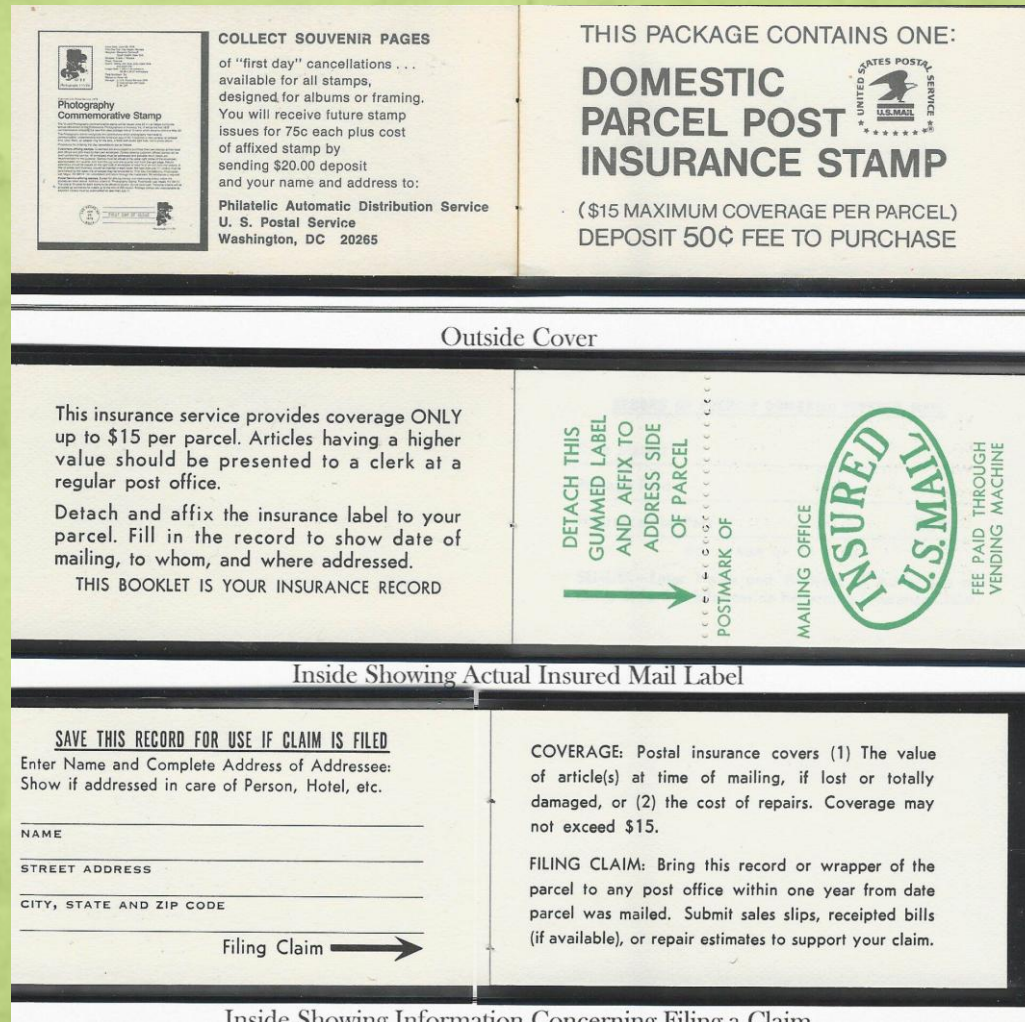 COLLECT SOUVENIR PAGES
of "first day" cancellations . . .
available for all stamps,
designed for albums or framing.
You will receive future stamp
issues for 75c each plus cost
of affixed stamp by
sending $20.00 deposit
and your name and address to:
Philatelic Automatic Distribution Service
U. S. Postal Service
Washington, DC 20265
Photography
Commemorative Stamp
THIS PACKAGE CONTAINS ONE:
DOMESTIC
PARCEL POST
INSURANCE STAMP
UNITED STATES POSTAL SERVICE
U.S.MAIL
($15 MAXIMUM COVERAGE PER PARCEL)
DEPOSIT 50¢ FEE TO PURCHASE
Outside Cover
This insurance service provides coverage ONLY
up to $15 per parcel. Articles having a higher
value should be presented to a clerk at a
regular post office.
Detach and affix the insurance label to your
parcel. Fill in the record to show date of
mailing, to whom, and where addressed.
THIS BOOKLET IS YOUR INSURANCE RECORD
DETACH THIS
GUMMED LABEL
AND AFFIX TO
ADDRESS SIDE
OF PARCEL
POSTMARK OF
MAILING OFFICE
INSURED
U.S.MAIL
FEE PAID THROUGH
VENDING MACHINE
Inside Showing Actual Insured Mail Label
SAVE THIS RECORD FOR USE IF CLAIM IS FILED
Enter Name and Complete Address of Addressee:
Show if addressed in care of Person, Hotel, etc.
NAME
STREET ADDRESS
CITY, STATE AND ZIP CODE
Filing Claim
COVERAGE: Postal insurance covers (1) The value
of article(s) at time of mailing, if lost or totally
damaged, or (2) the cost of repairs. Coverage may
not exceed $15.
FILING CLAIM: Bring this record or wrapper of the
parcel to any post office within one year from date
parcel was mailed. Submit sales slips, receipted bills
(if available), or repair estimates to support your claim.
Inside Showing Information Concerning Filing a Claim